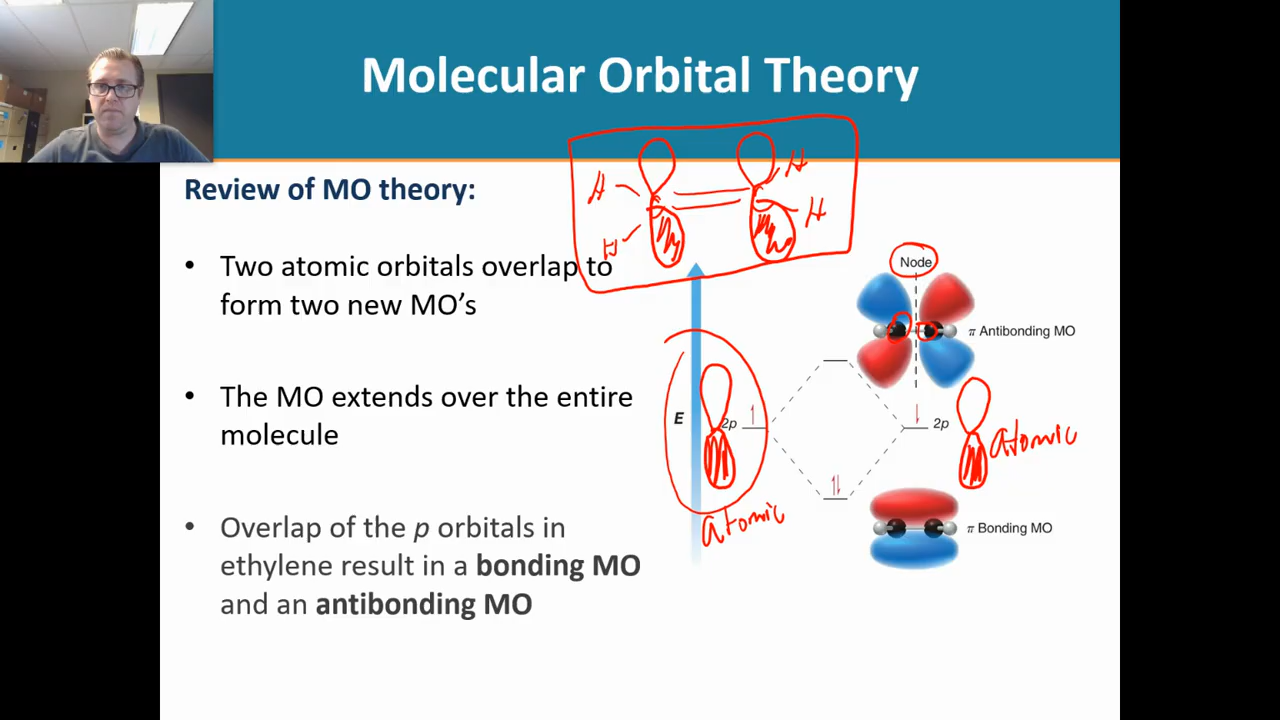 Molecular Orbital Theory
Review of MO theory:
H
H
H
H
• Two atomic orbitals overlap to
form two new MO's
Node
π Antibonding MO
• The MO extends over the entire
molecule
E
2p
2p
atomic
atomic
• Overlap of the p orbitals in
ethylene result in a bonding MO
and an antibonding MO
π Bonding MO